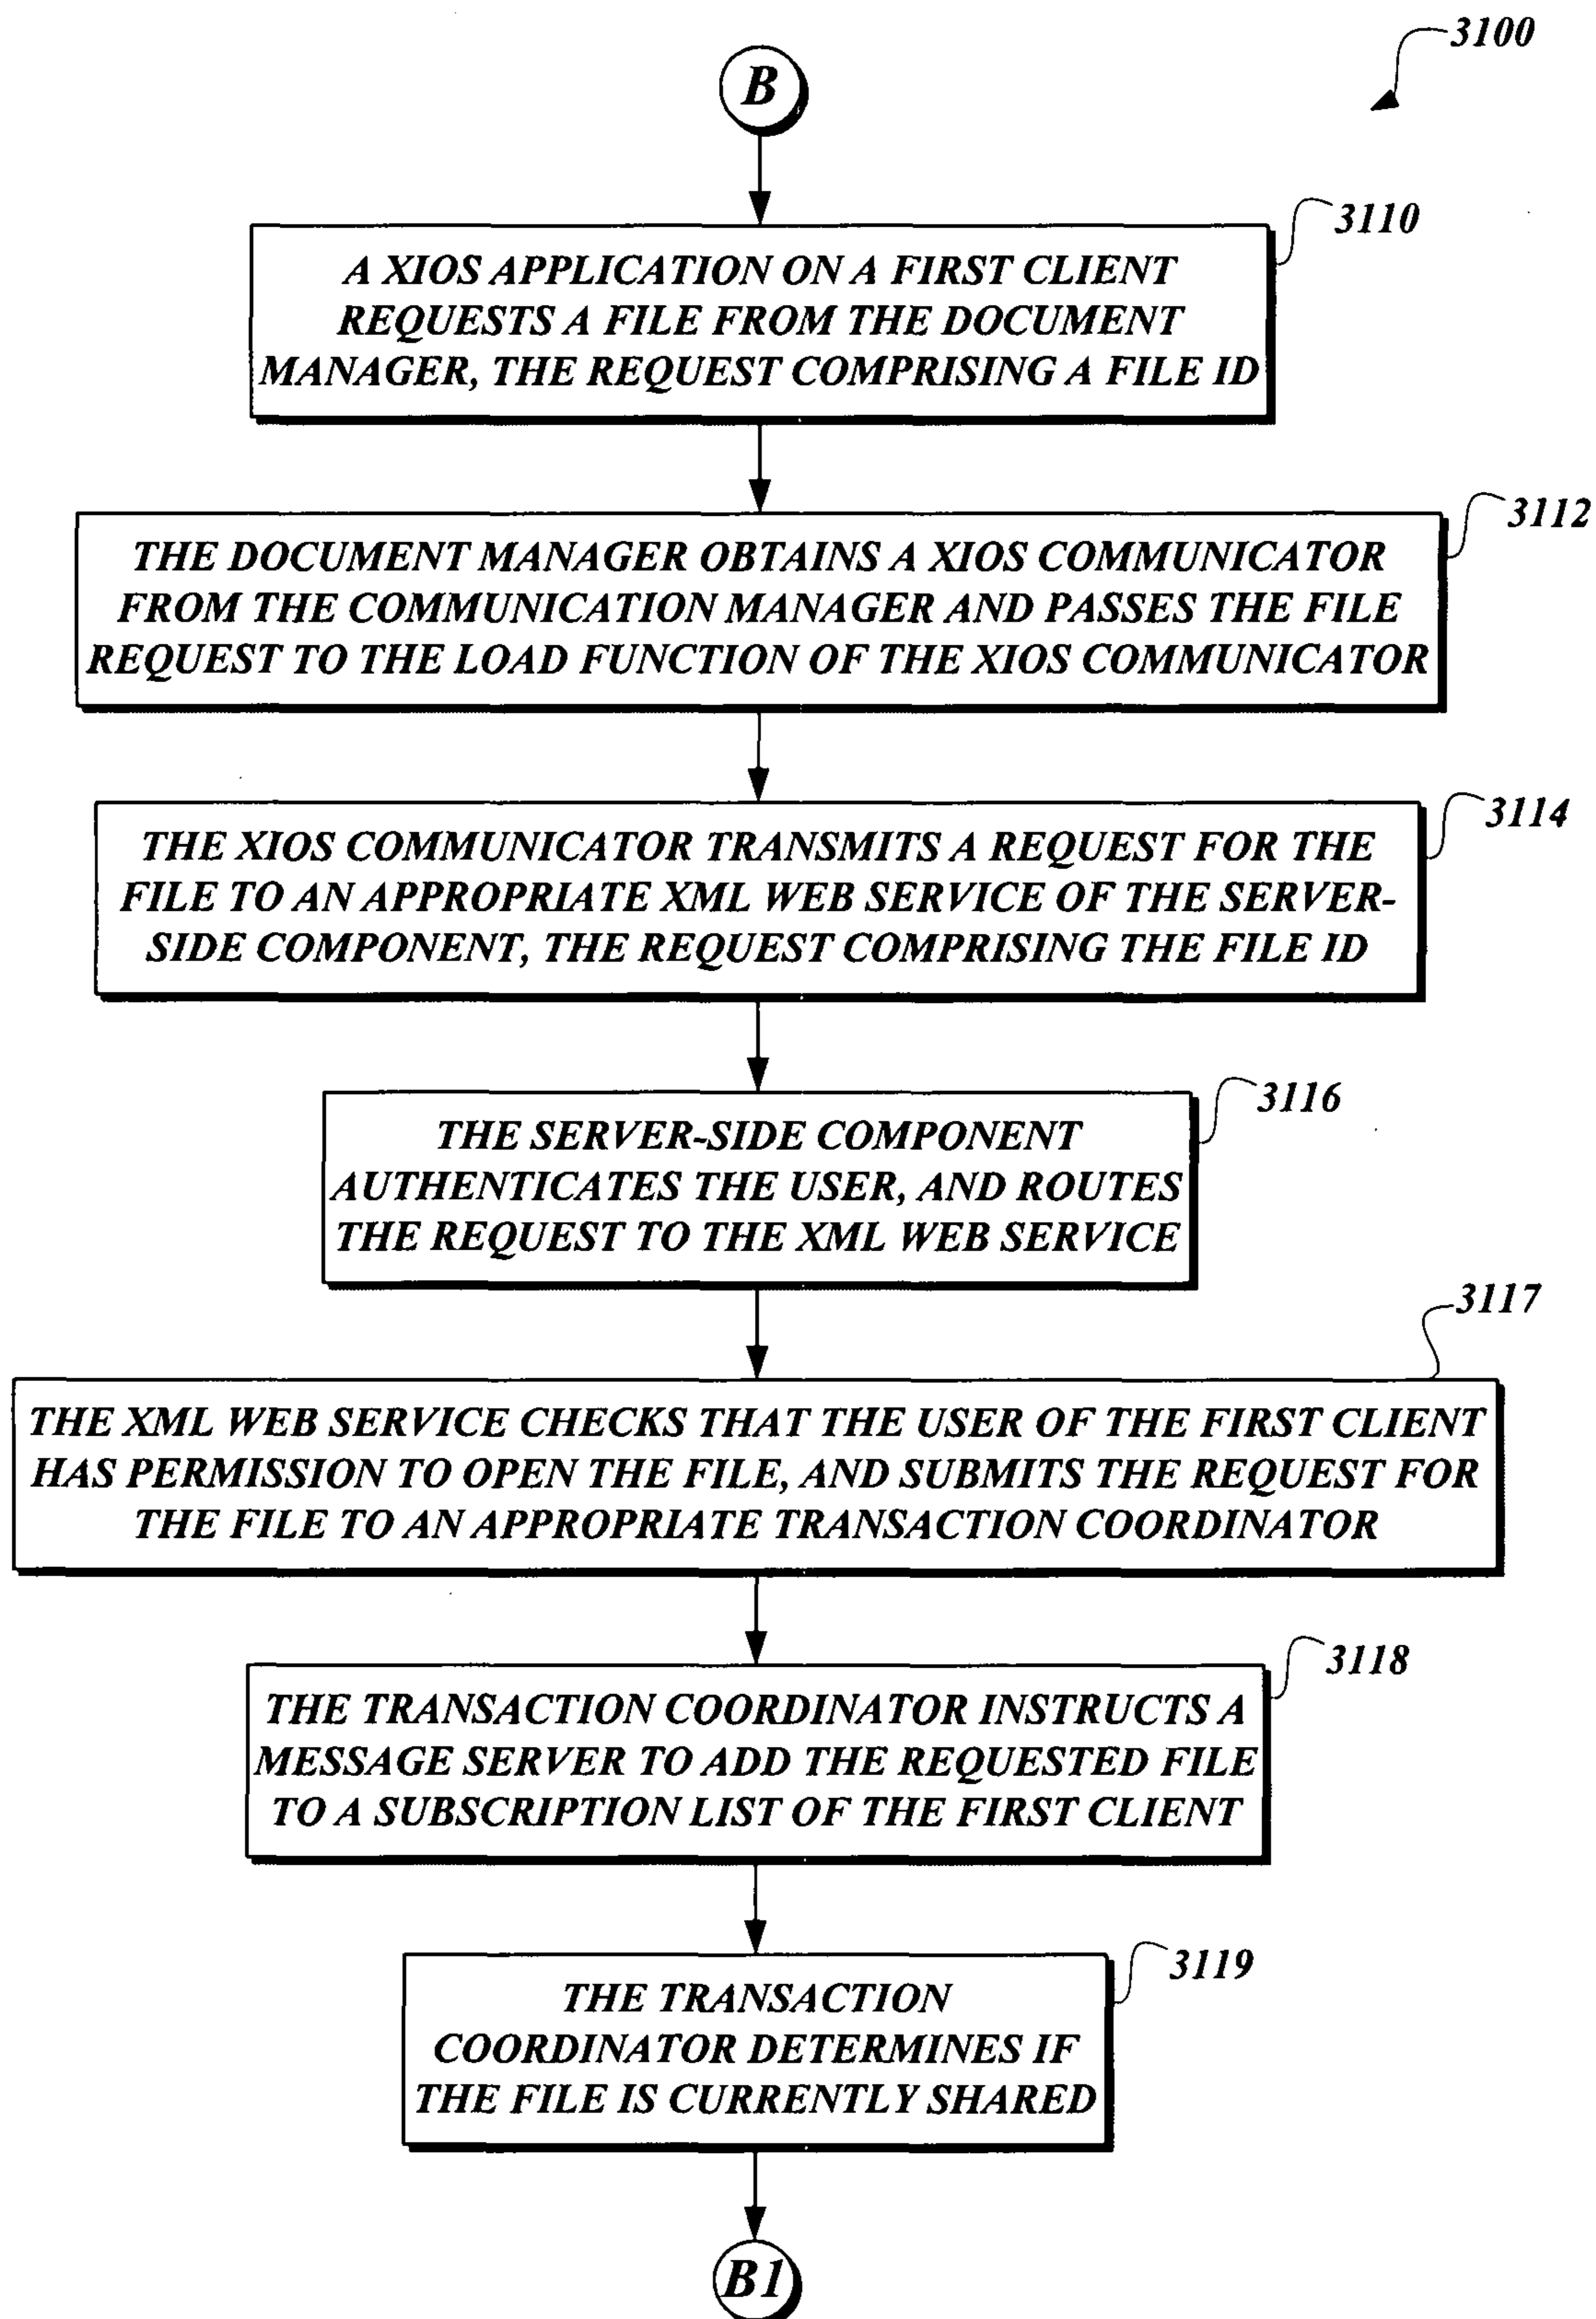 3100
B
3110
A XIOS APPLICATION ON A FIRST CLIENT
REQUESTS A FILE FROM THE DOCUMENT
MANAGER, THE REQUEST COMPRISING A FILE ID
3112
THE DOCUMENT MANAGER OBTAINS A XIOS COMMUNICATOR
FROM THE COMMUNICATION MANAGER AND PASSES THE FILE
REQUEST TO THE LOAD FUNCTION OF THE XIOS COMMUNICATOR
3114
THE XIOS COMMUNICATOR TRANSMITS A REQUEST FOR THE
FILE TO AN APPROPRIATE XML WEB SERVICE OF THE SERVER-
SIDE COMPONENT, THE REQUEST COMPRISING THE FILE ID
3116
THE SERVER-SIDE COMPONENT
AUTHENTICATES THE USER, AND ROUTES
THE REQUEST TO THE XML WEB SERVICE
3117
THE XML WEB SERVICE CHECKS THAT THE USER OF THE FIRST CLIENT
HAS PERMISSION TO OPEN THE FILE, AND SUBMITS THE REQUEST FOR
THE FILE TO AN APPROPRIATE TRANSACTION COORDINATOR
3118
THE TRANSACTION COORDINATOR INSTRUCTS A
MESSAGE SERVER TO ADD THE REQUESTED FILE
TO A SUBSCRIPTION LIST OF THE FIRST CLIENT
3119
THE TRANSACTION
COORDINATOR DETERMINES IF
THE FILE IS CURRENTLY SHARED
B1